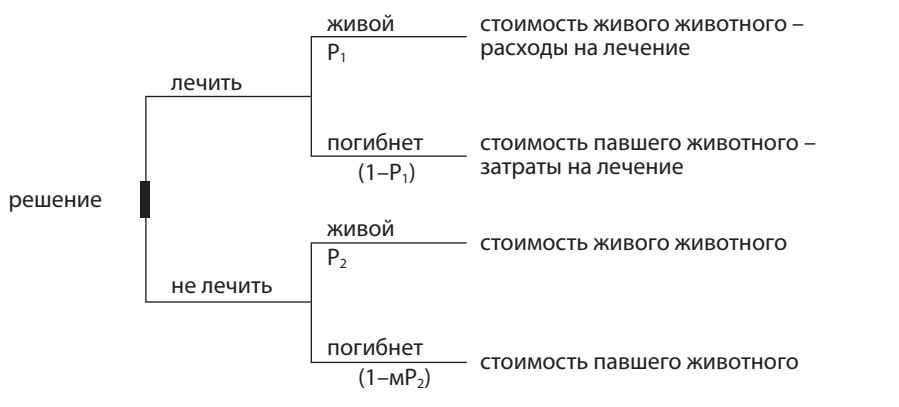 живой
P₁
стоимость живого животного –
расходы на лечение
лечить
погибнет
(1–P₁)
стоимость павшего животного –
затраты на лечение
решение
живой
P₂
стоимость живого животного
не лечить
погибнет
(1–мP₂)
стоимость павшего животного